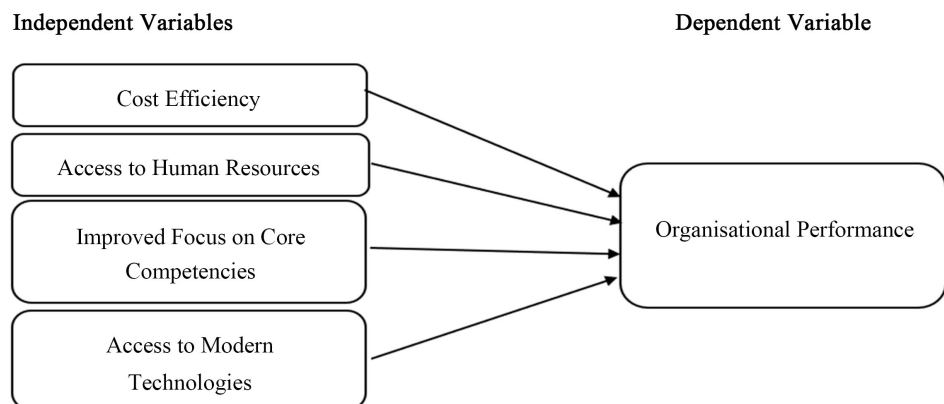 Independent Variables
Dependent Variable
Cost Efficiency
Access to Human Resources
Improved Focus on Core
Competencies
Access to Modern
Technologies
Organisational Performance